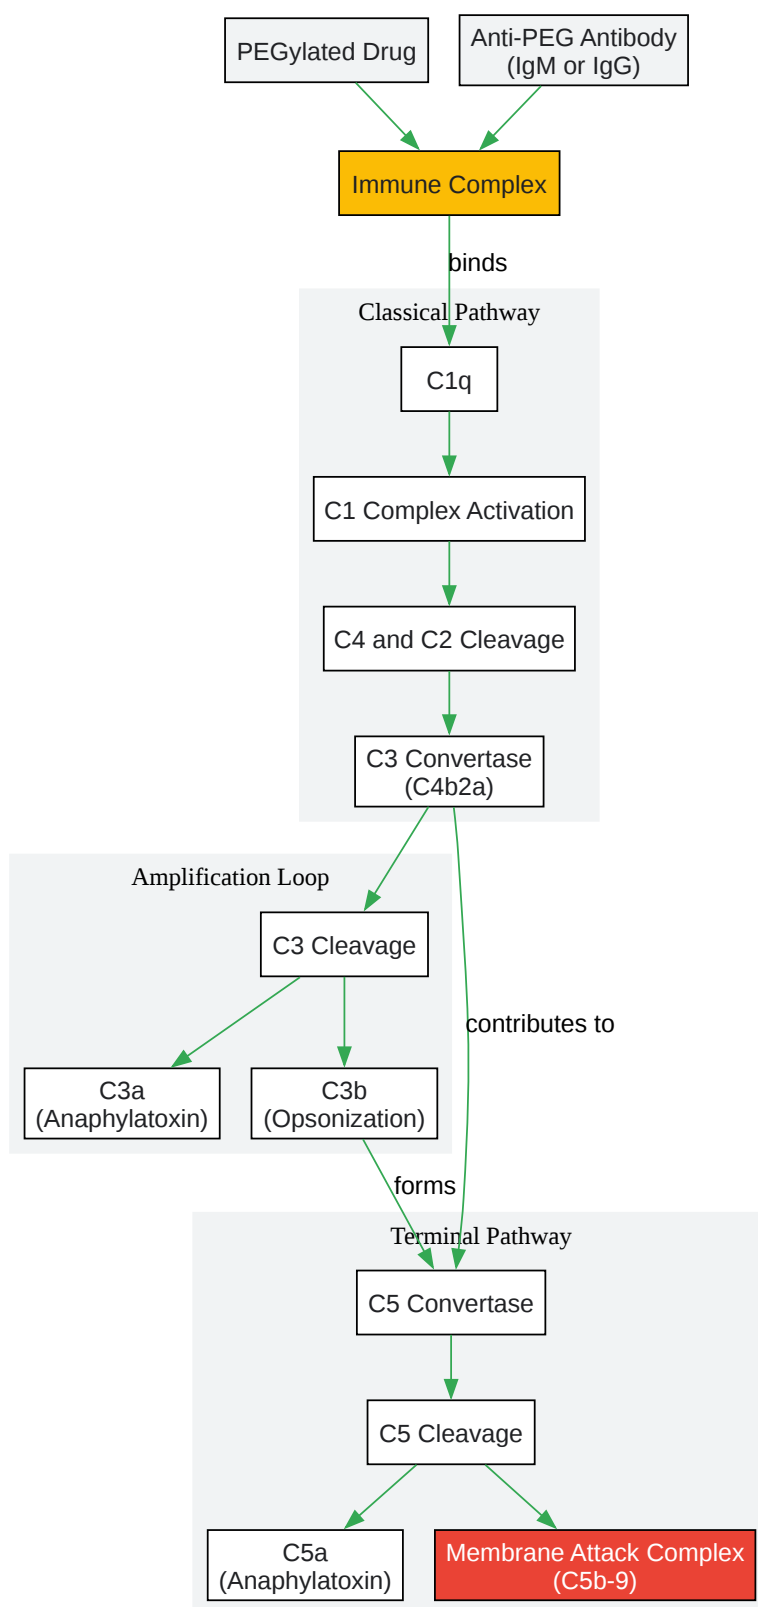 PEGylated Drug
Anti-PEG Antibody
(IgM or IgG)
Immune Complex
binds
Classical Pathway
C1q
C1 Complex Activation
C4 and C2 Cleavage
C3 Convertase
(C4b2a)
Amplification Loop
C3 Cleavage
contributes to
C3a
(Anaphylatoxin)
C3b
(Opsonization)
forms
Terminal Pathway
C5 Convertase
C5 Cleavage
C5a
(Anaphylatoxin)
Membrane Attack Complex
(C5b-9)